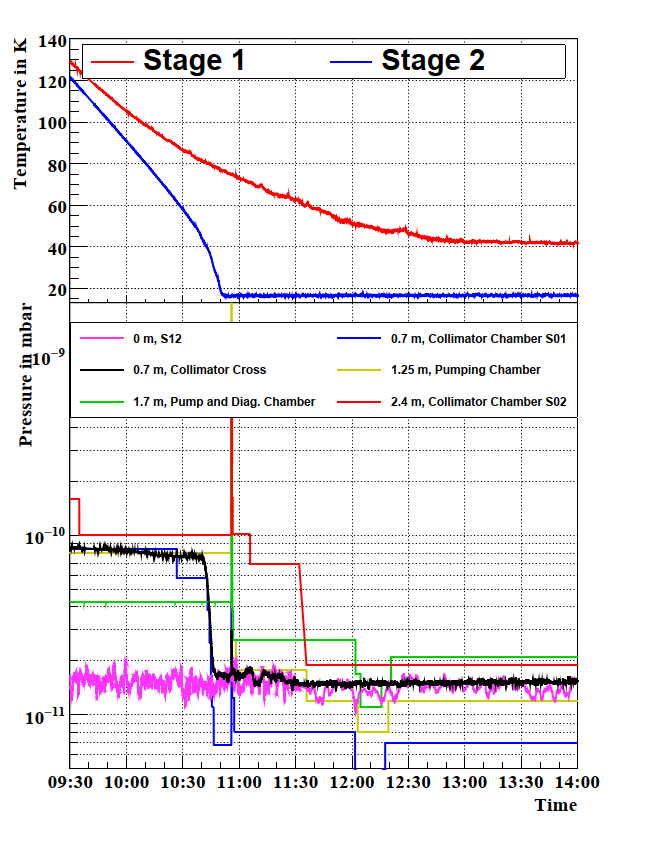 140
Stage 1 Stage 2
120
100
80
60
40
20
Temperature in K
0 m, S12 0.7 m, Collimator Chamber S01
10−9
0.7 m, Collimator Cross 1.25 m, Pumping Chamber
1.7 m, Pump and Diag. Chamber 2.4 m, Collimator Chamber S02
Pressure in mbar
10−10
10−11
09:30 10:00 10:30 11:00 11:30 12:00 12:30 13:00 13:30 14:00
Time